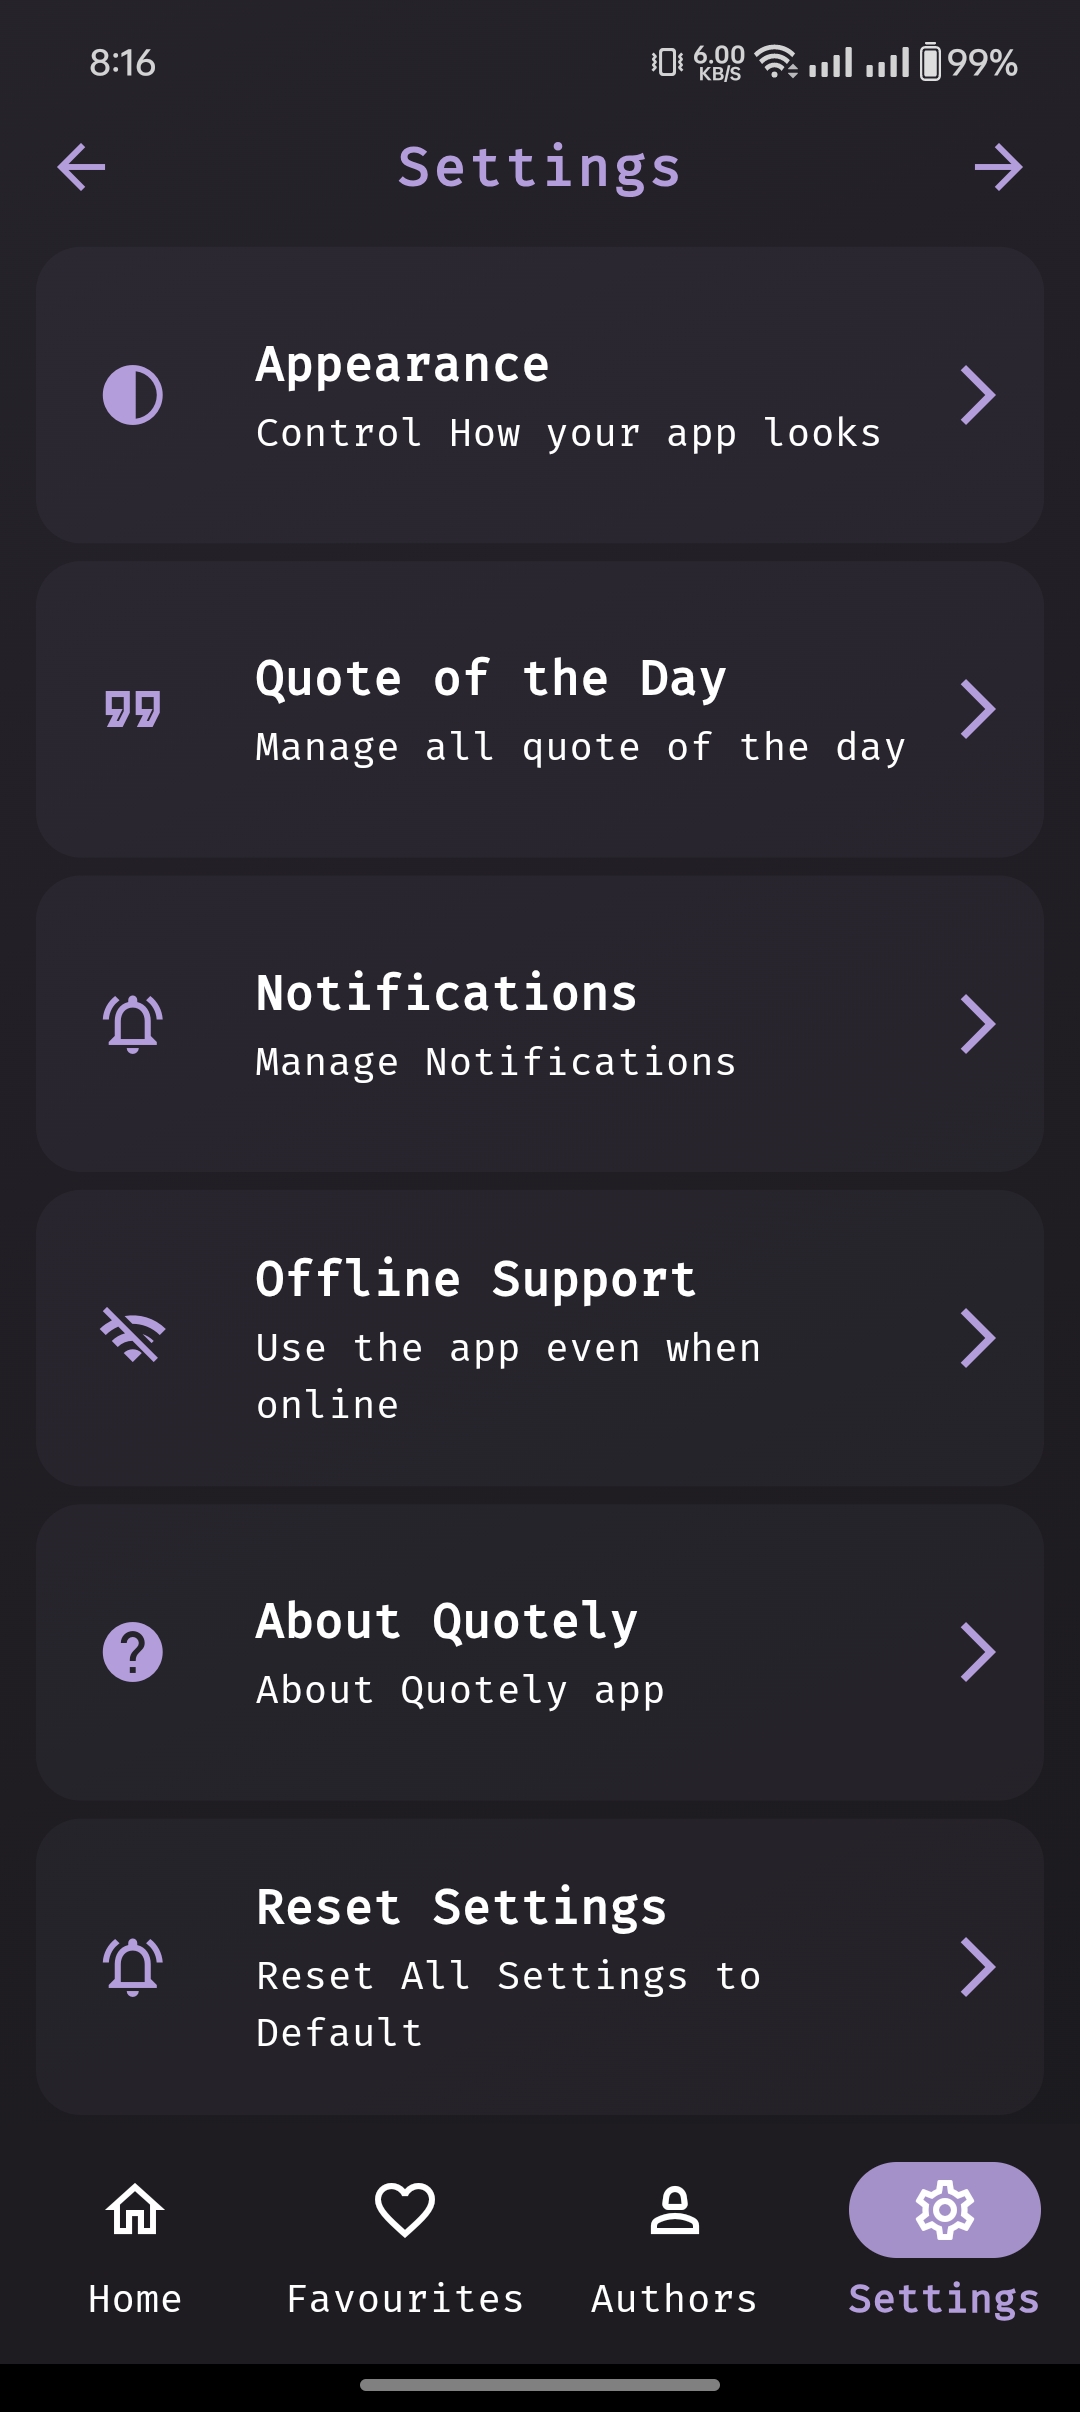 8:16
6.00
KB/S
99%
Settings
Appearance
Control How your app looks
Quote of the Day
Manage all quote of the day
Notifications
Manage Notifications
Offline Support
Use the app even when
online
About Quotely
About Quotely app
Reset Settings
Reset All Settings to
Default
Home
Favourites
Authors
Settings